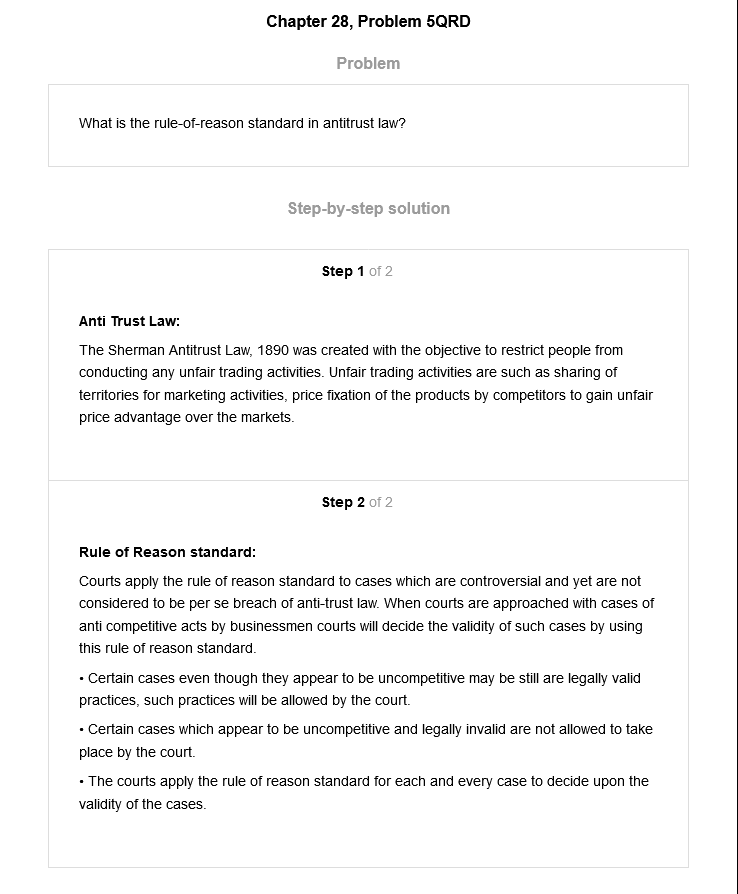 Chapter 28, Problem 5QRD
Problem
What is the rule-of-reason standard in antitrust law?
Step-by-step solution
Step 1 of 2
Anti Trust Law:
The Sherman Antitrust Law, 1890 was created with the objective to restrict people from
conducting any unfair trading activities. Unfair trading activities are such as sharing of
territories for marketing activities, price fixation of the products by competitors to gain unfair
price advantage over the markets.
Step 2 of 2
Rule of Reason standard:
Courts apply the rule of reason standard to cases which are controversial and yet are not
considered to be per se breach of anti-trust law. When courts are approached with cases of
anti competitive acts by businessmen courts will decide the validity of such cases by using
this rule of reason standard.
• Certain cases even though they appear to be uncompetitive may be still are legally valid
practices, such practices will be allowed by the court.
• Certain cases which appear to be uncompetitive and legally invalid are not allowed to take
place by the court.
• The courts apply the rule of reason standard for each and every case to decide upon the
validity of the cases.